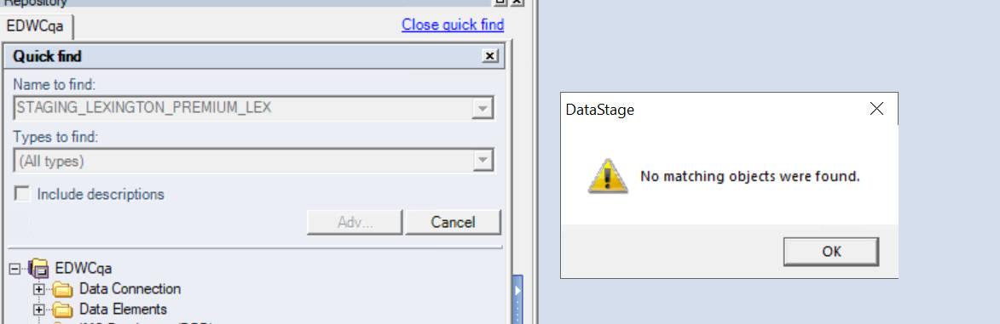 Repository
EDWCqa
Close quick find
Quick find
Name to find:
STAGING_LEXINGTON_PREMIUM_LEX
Types to find:
(All types)
Include descriptions
Adv...
Cancel
EDWCqa
Data Connection
Data Elements
DataStage
No matching objects were found.
OK